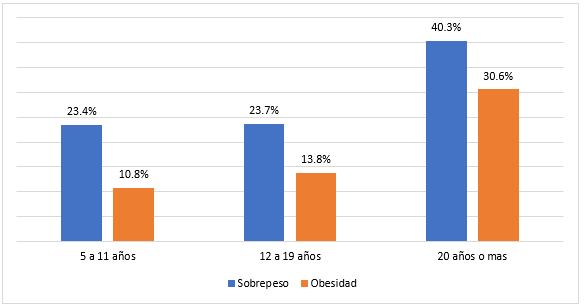 40.3%
30.6%
23.4%
23.7%
10.8%
13.8%
5 a 11 años
12 a 19 años
20 años o mas
Sobrepeso
Obesidad